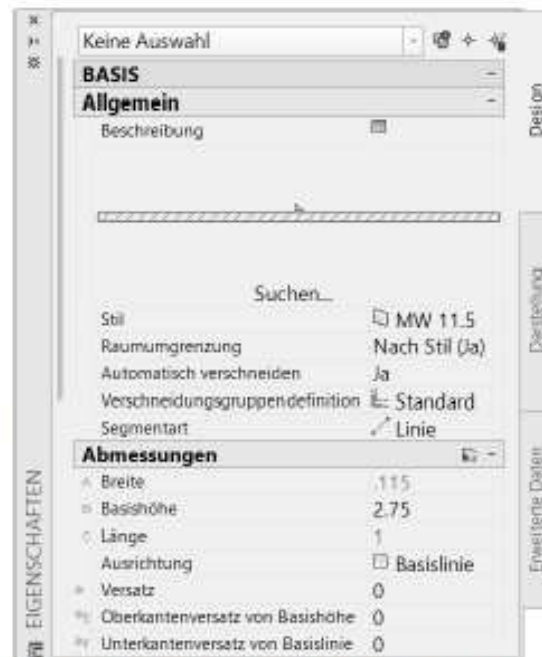 Keine Auswahl
BASIS
Allgemein
Beschreibung
Suchen...
Stil MW 11.5
Raumumgrenzung Nach Stil (Ja)
Automatisch verschneiden Ja
Verschneidungsgruppendefinition Standard
Segmentart Linie
Abmessungen
A Breite .115
B Basishöhe 2.75
C Länge 1
Ausrichtung Basislinie
Versatz 0
Oberkantenversatz von Basishöhe 0
Unterkantenversatz von Basislinie 0
EIGENSCHAFTEN
Design
Darstellung
Erweiterte Daten